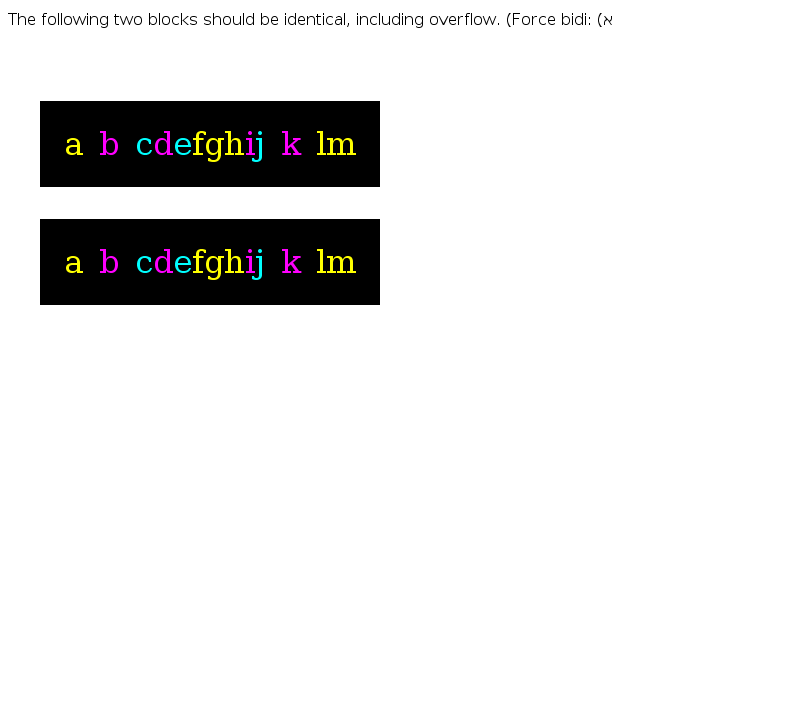 The following two blocks should be identical, including overflow. (Force bidi: (א
a b cdefghij k lm
a b cdefghij k lm